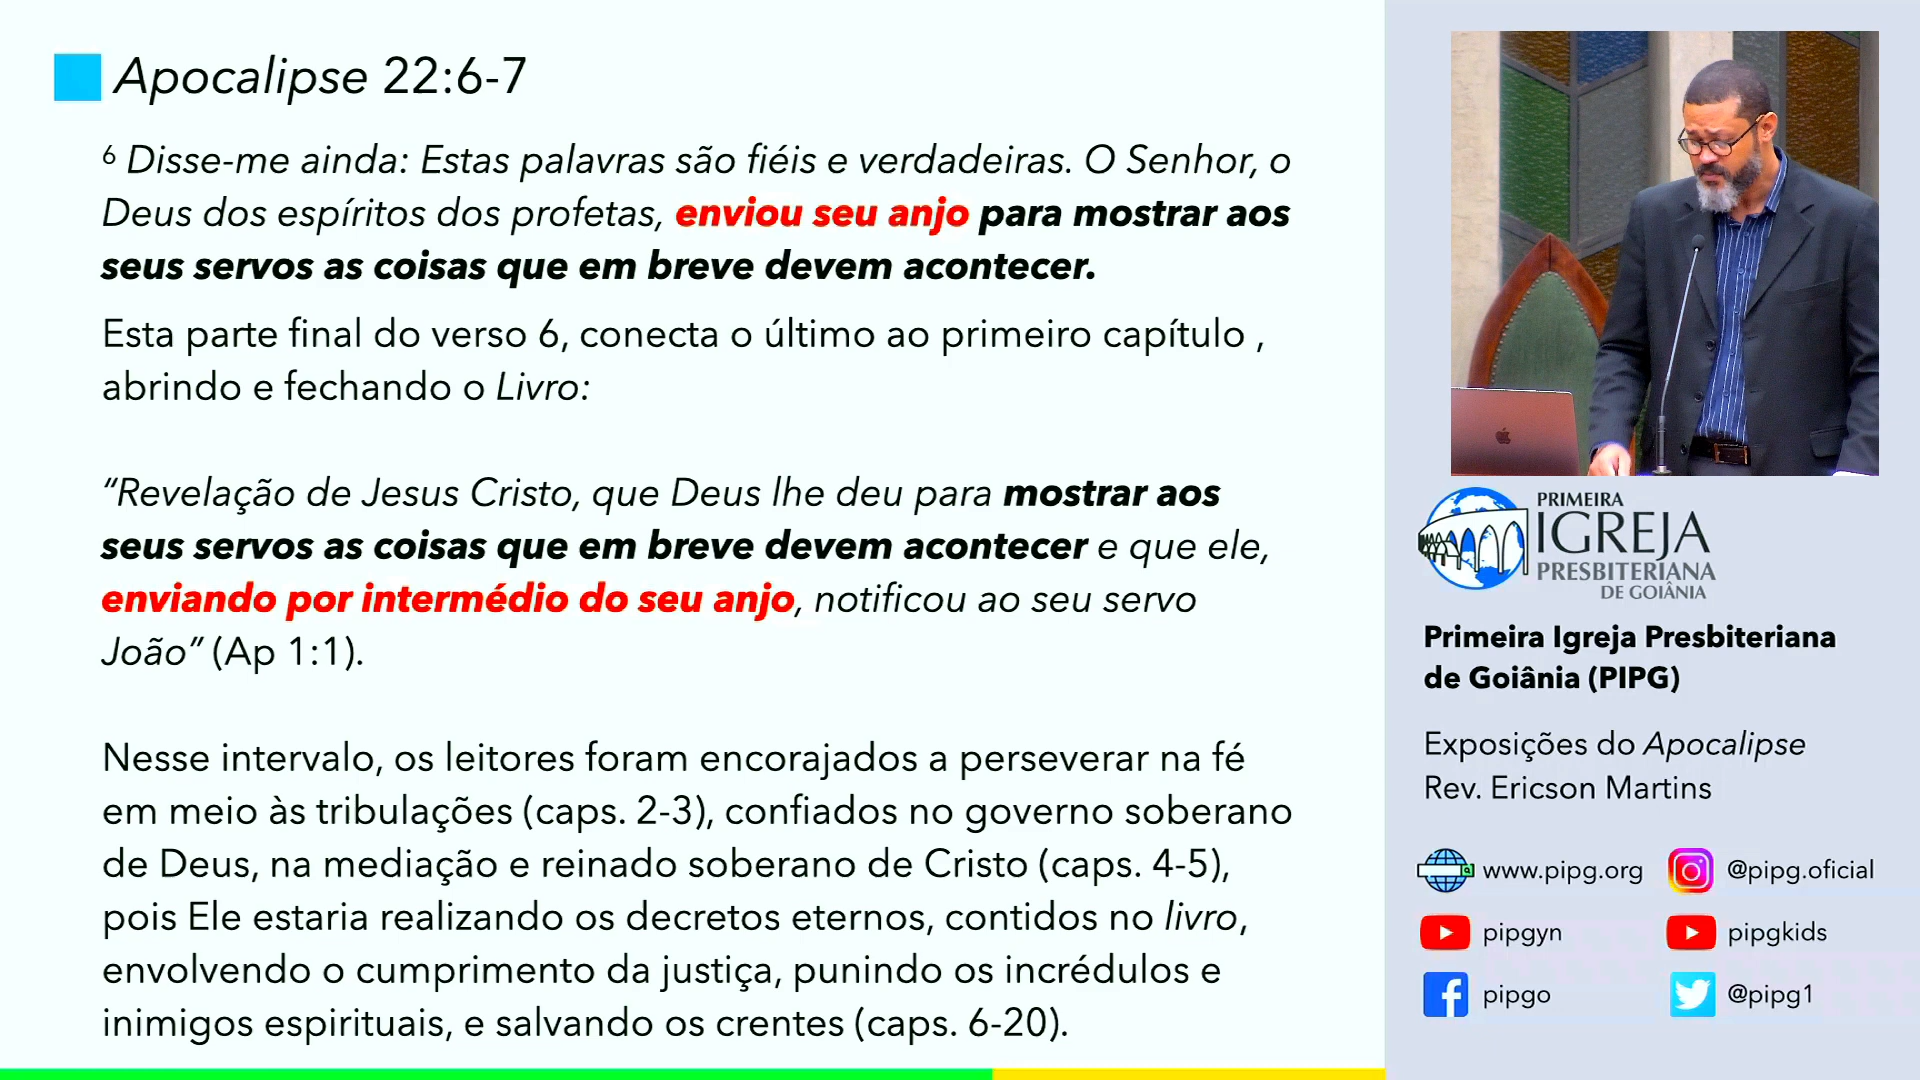 Apocalipse 22:6-7
6 Disse-me ainda: Estas palavras são fiéis e verdadeiras. O Senhor, o
Deus dos espíritos dos profetas, enviou seu anjo para mostrar aos
seus servos as coisas que em breve devem acontecer.
Esta parte final do verso 6, conecta o último ao primeiro capítulo ,
abrindo e fechando o Livro:
“Revelação de Jesus Cristo, que Deus lhe deu para mostrar aos
seus servos as coisas que em breve devem acontecer e que ele,
enviando por intermédio do seu anjo, notificou ao seu servo
João” (Ap 1:1).
Nesse intervalo, os leitores foram encorajados a perseverar na fé
em meio às tribulações (caps. 2-3), confiados no governo soberano
de Deus, na mediação e reinado soberano de Cristo (caps. 4-5),
pois Ele estaria realizando os decretos eternos, contidos no livro,
envolvendo o cumprimento da justiça, punindo os incrédulos e
inimigos espirituais, e salvando os crentes (caps. 6-20).
PRIMEIRA
IGREJA
PRESBITERIANA
DE GOIÂNIA
Primeira Igreja Presbiteriana
de Goiânia (PIPG)
Exposições do Apocalipse
Rev. Ericson Martins
www.pipg.org
@pipg.oficial
pipgyn
pipgkids
pipgo
@pipg1